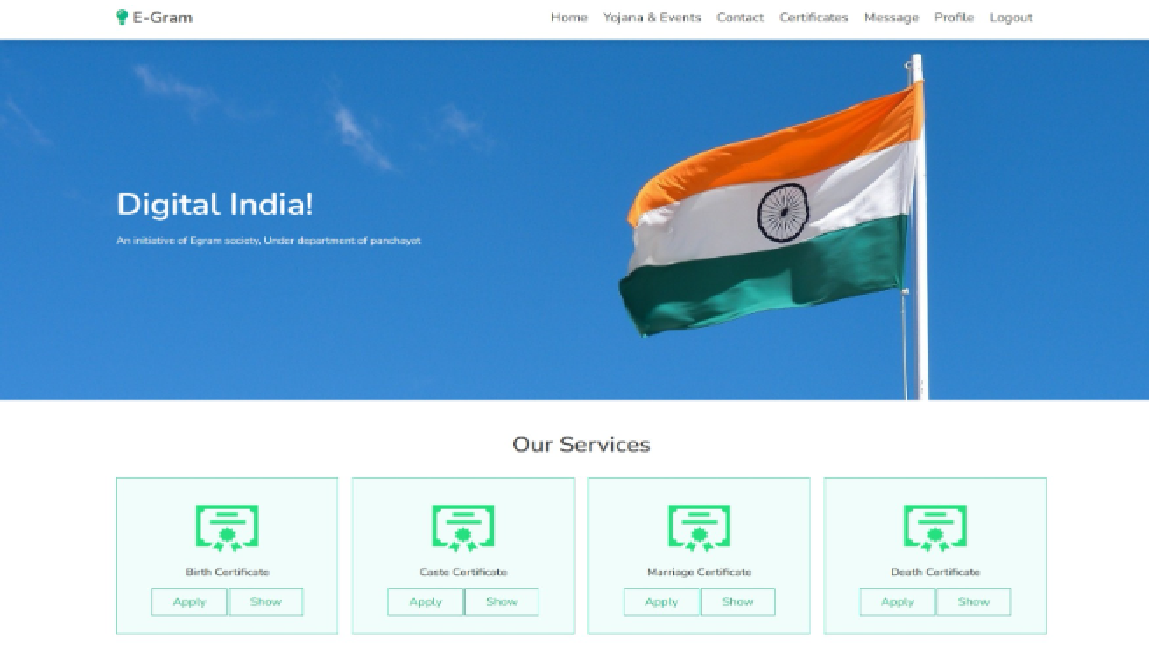 E-Gram
Home Yojana & Events Contact Certificates Message Profile Logout
Digital India!
An initiative of Egram society, Under department of panchayat
Our Services
Birth Certificate Caste Certificate Marriage Certificate Death Certificate
Apply Show Apply Show Apply Show Apply Show